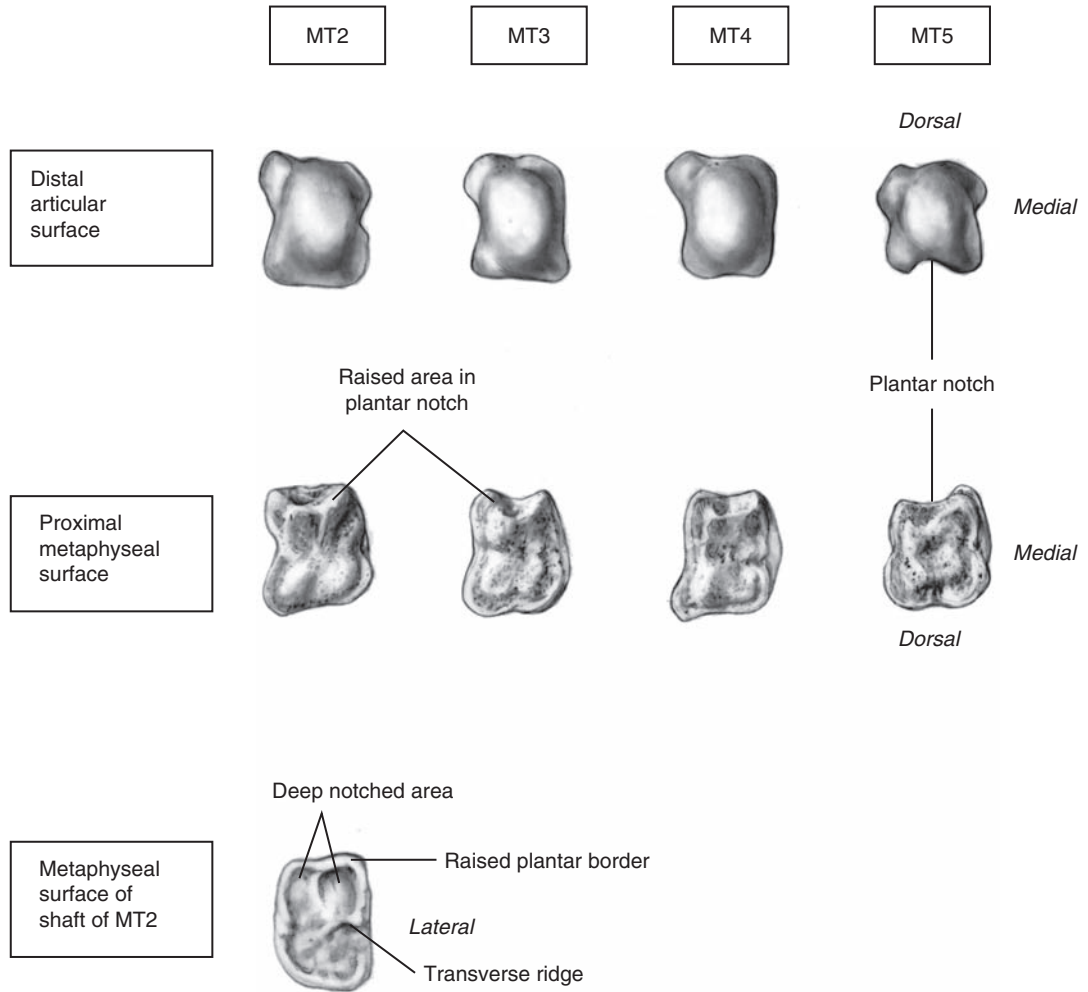 MT2
MT3
MT4
MT5
Dorsal
Distal
articular
surface
Medial
Raised area in
plantar notch
Plantar notch
Proximal
metaphyseal
surface
Medial
Dorsal
Deep notched area
Metaphyseal
surface of
shaft of MT2
Raised plantar border
Lateral
Transverse ridge